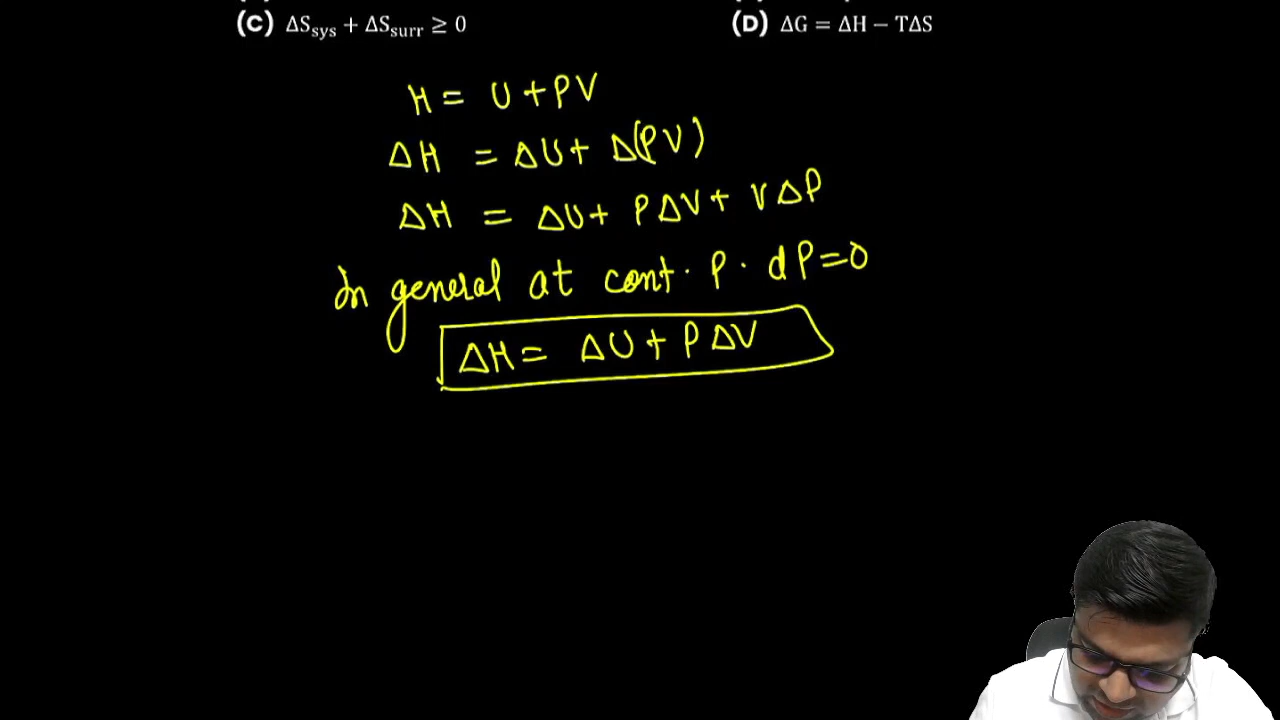 (C) ΔS_sys + ΔS_surr ≥ 0
(D) ΔG = ΔH − TΔS
H = U + PV
ΔH = ΔU + Δ(PV)
ΔH = ΔU + PΔV + VΔP
In general at cont. P. dP=0
ΔH = ΔU + PΔV